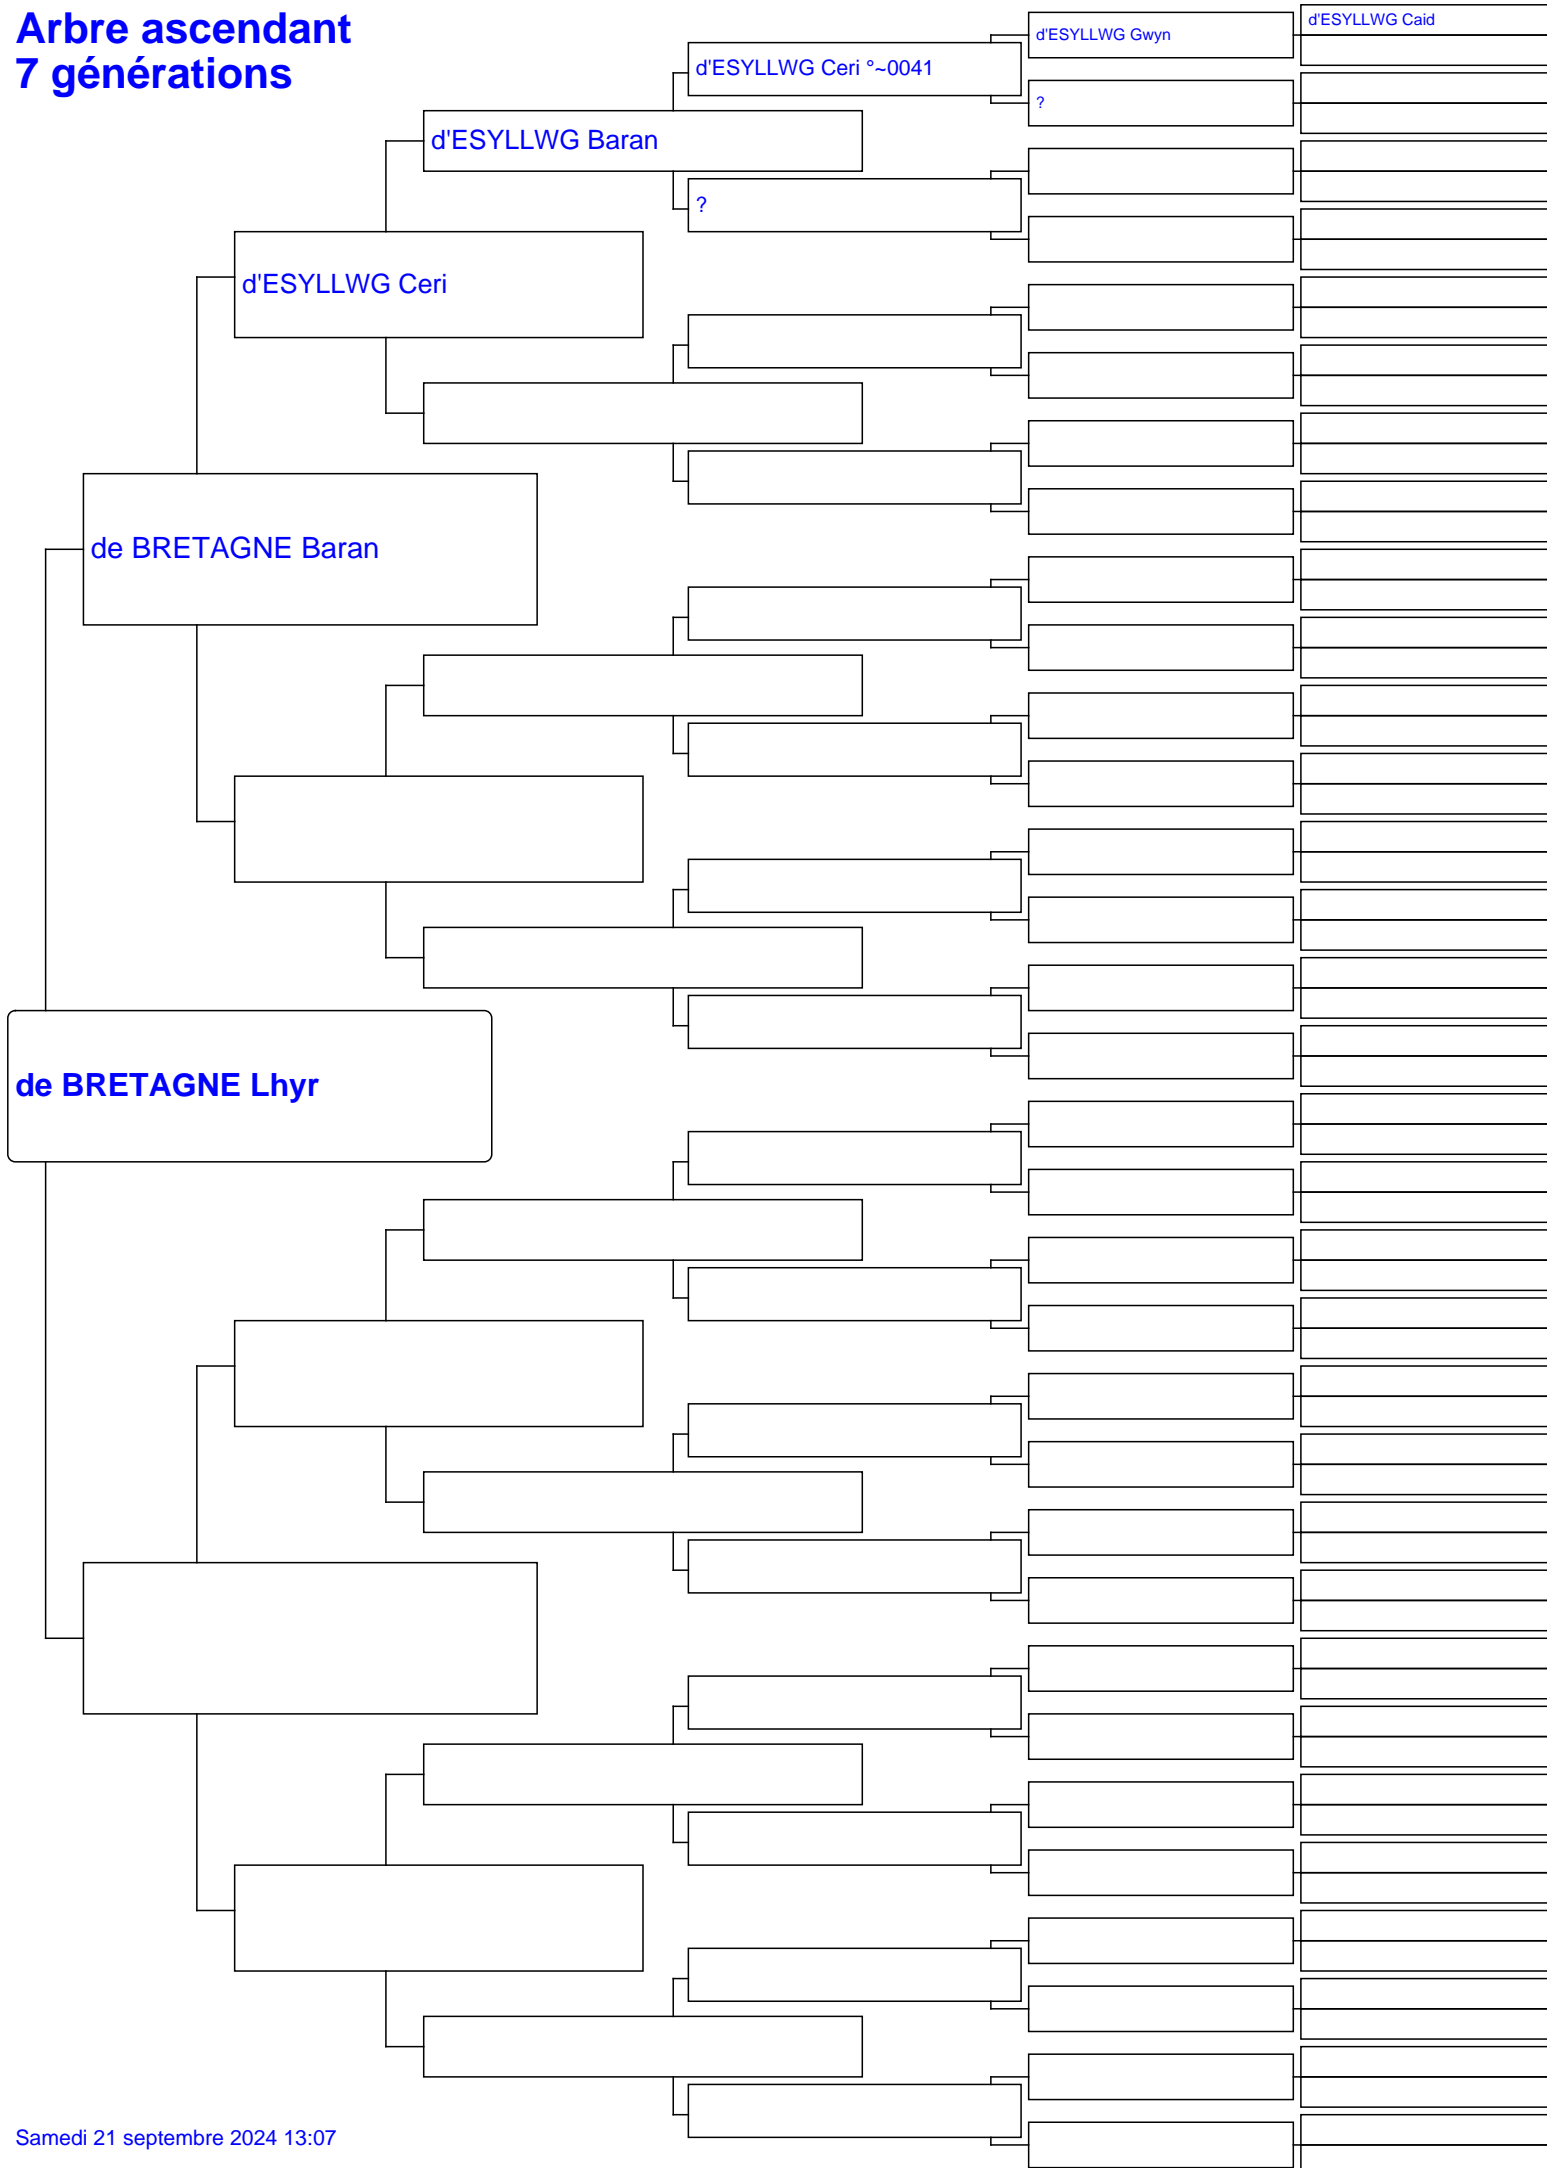 Arbre ascendant
7 générations
d'ESYLLWG Caid
d'ESYLLWG Gwyn
d'ESYLLWG Ceri °~0041
?
d'ESYLLWG Baran
?
d'ESYLLWG Ceri
de BRETAGNE Baran
de BRETAGNE Lhyr
Samedi 21 septembre 2024 13:07